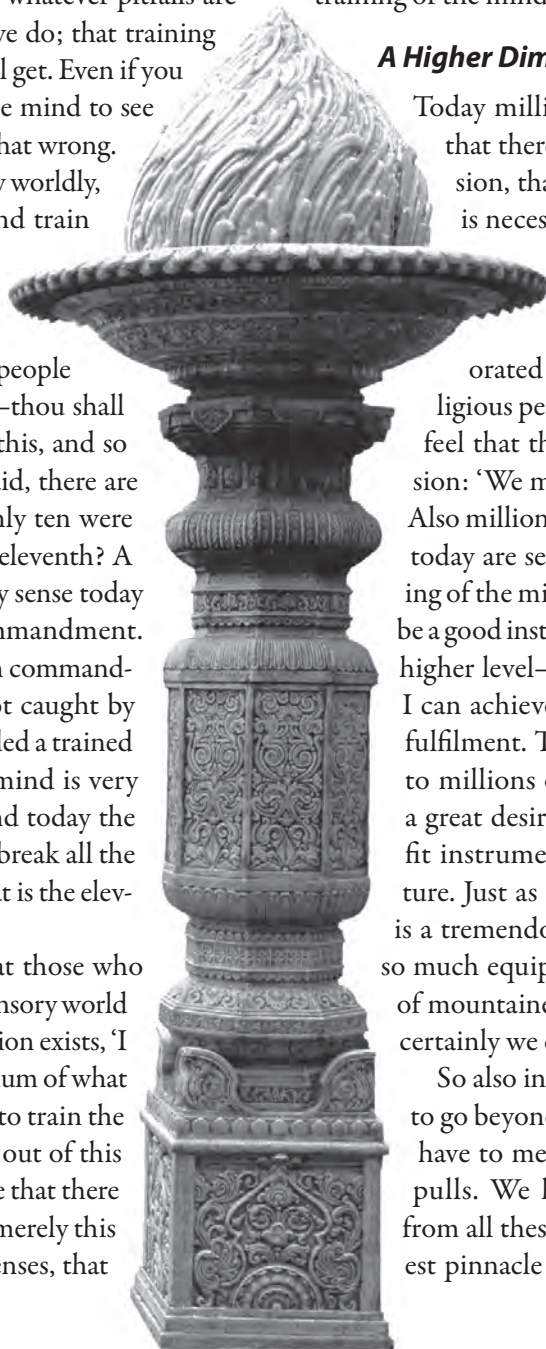 whatever pitfalls are
ve do; that training
l get. Even if you
e mind to see
hat wrong.
y worldly,
nd train
people
–thou shall
this, and so
id, there are
nly ten were
eleventh? A
y sense today
mmandment.
n command-
ot caught by
led a trained
mind is very
nd today the
break all the
at is the elev-
at those who
nsory world
ion exists, ‘I
um of what
to train the
out of this
e that there
merely this
enses, that
training of the mind
A Higher Dim
Today milli
that there
sion, tha
is neces
orated
ligious pe
feel that th
sion: ‘We m
Also million
today are se
ing of the mi
be a good inst
higher level–
I can achieve
fulfilment. T
to millions
a great desir
fit instrume
ture. Just as
is a tremendo
so much equip
of mountaine
certainly we
So also in
to go beyon
have to me
pulls. We
from all thes
est pinnacle